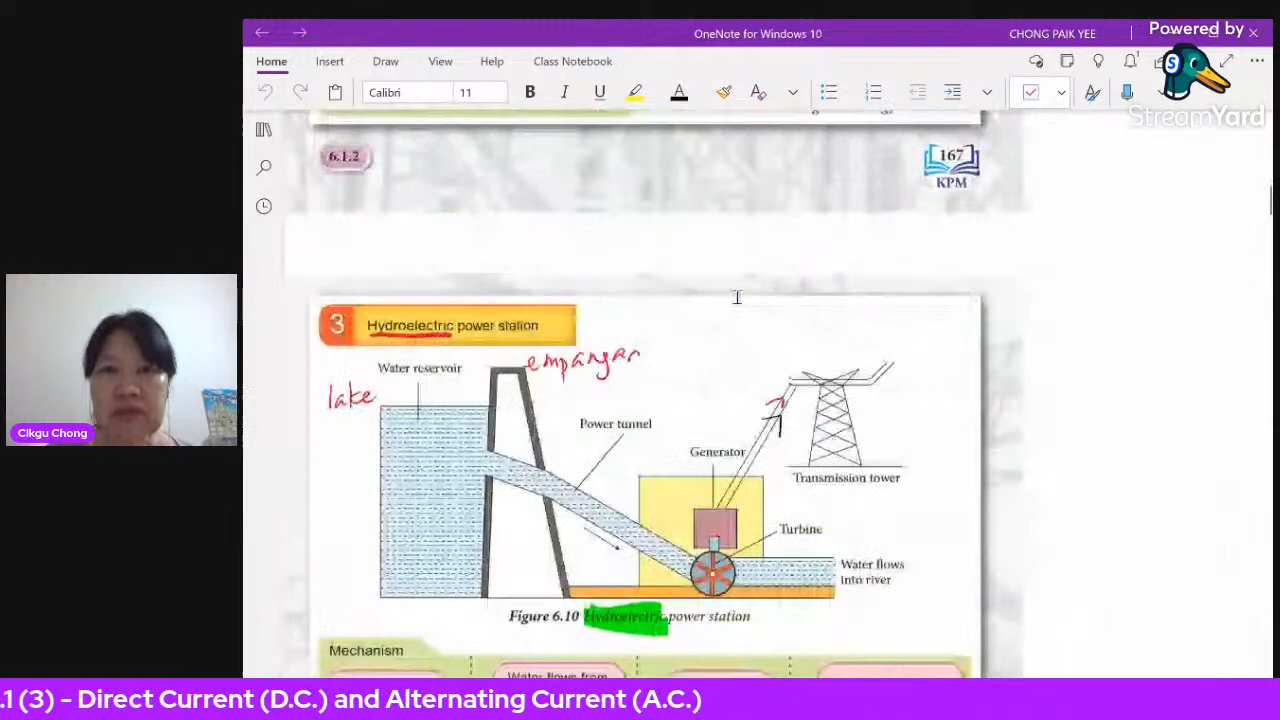 OneNote for Windows 10
CHONG PAIK YEE
Powered by
StreamYard
Home Insert Draw View Help Class Notebook
Calibri 11 B I U A
6.1.2
167
KPM
3 Hydroelectric power station
empangan
Water reservoir
lake
Power tunnel
Generator
Transmission tower
Turbine
Water flows
into river
Figure 6.10 Hydroelectric power station
Mechanism
Water flows from
Cikgu Chong
.1 (3) - Direct Current (D.C.) and Alternating Current (A.C.)